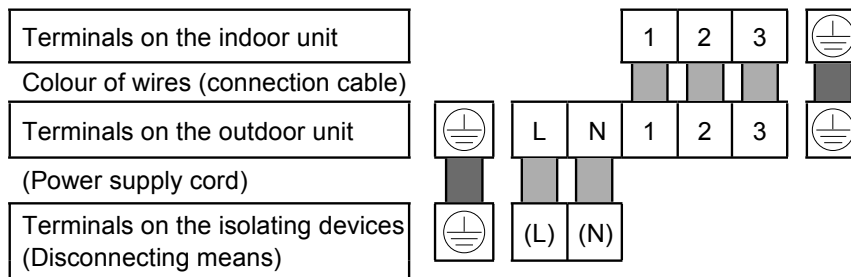 Terminals on the indoor unit 1 2 3
Colour of wires (connection cable)
Terminals on the outdoor unit L N 1 2 3
(Power supply cord)
Terminals on the isolating devices (L) (N)
(Disconnecting means)